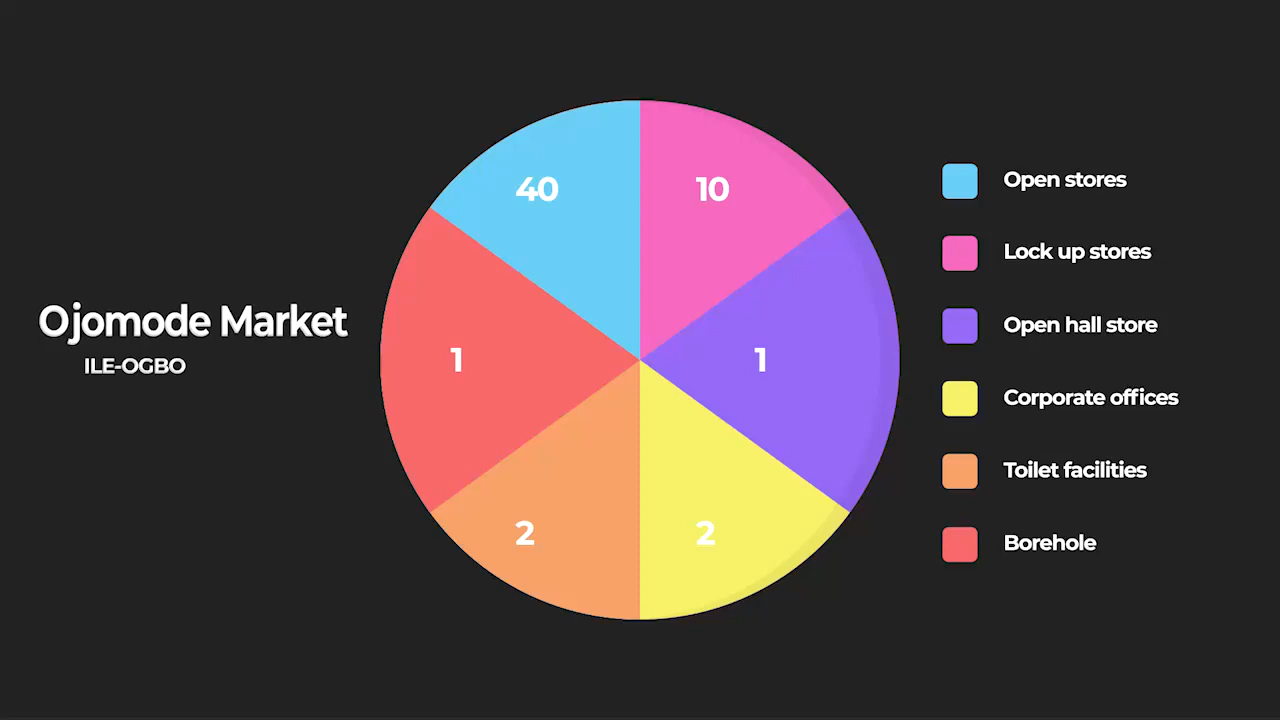 Ojomode Market
ILE-OGBO
40
10
1
1
2
2
Open stores
Lock up stores
Open hall store
Corporate offices
Toilet facilities
Borehole